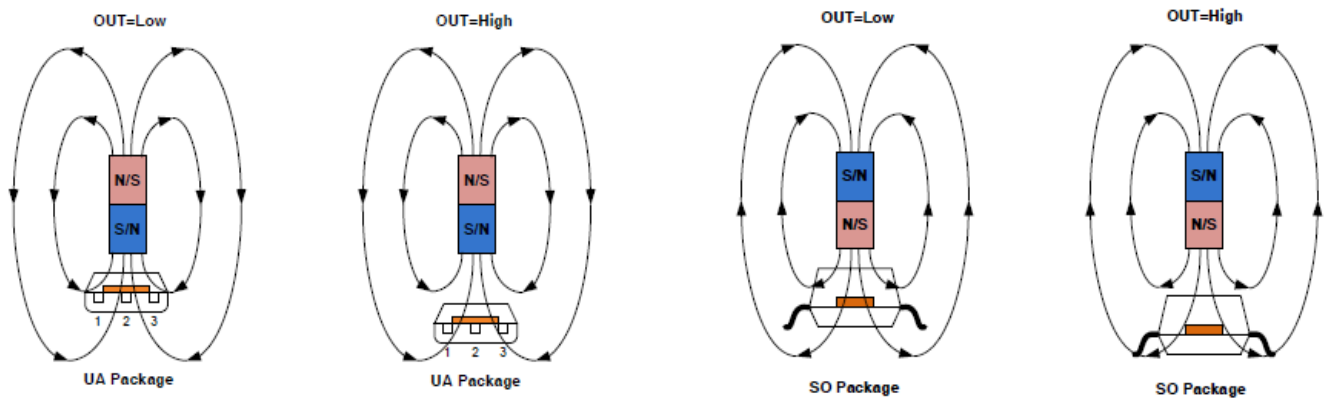 OUT=Low
N/S
S/N
1 2 3
UA Package
OUT=High
N/S
S/N
1 2 3
UA Package
OUT=Low
S/N
N/S
SO Package
OUT=High
S/N
N/S
SO Package